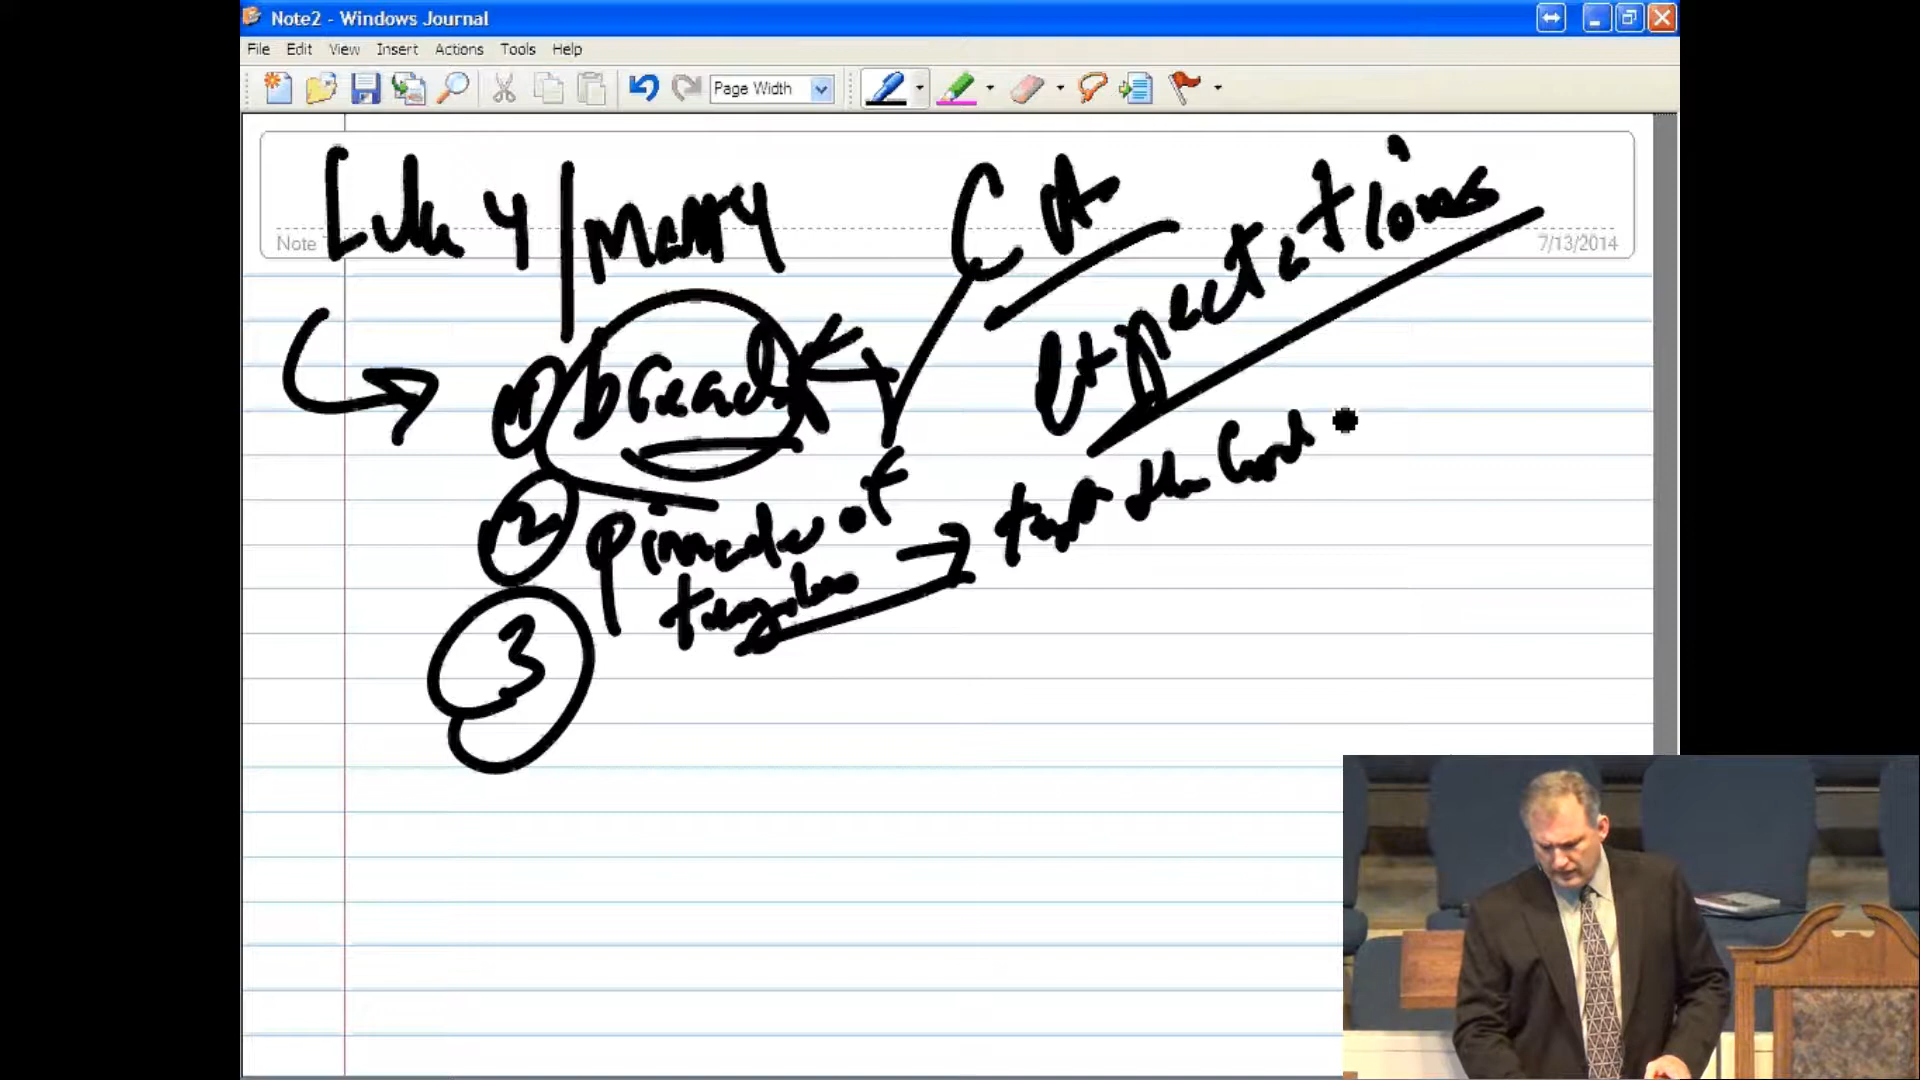 Note2 - Windows Journal
File Edit View Insert Actions Tools Help
Page Width
Luke 4
Expectations
Note
7/13/2014
1 bread
2 pinnacle of
temple → tempt the Lord
3